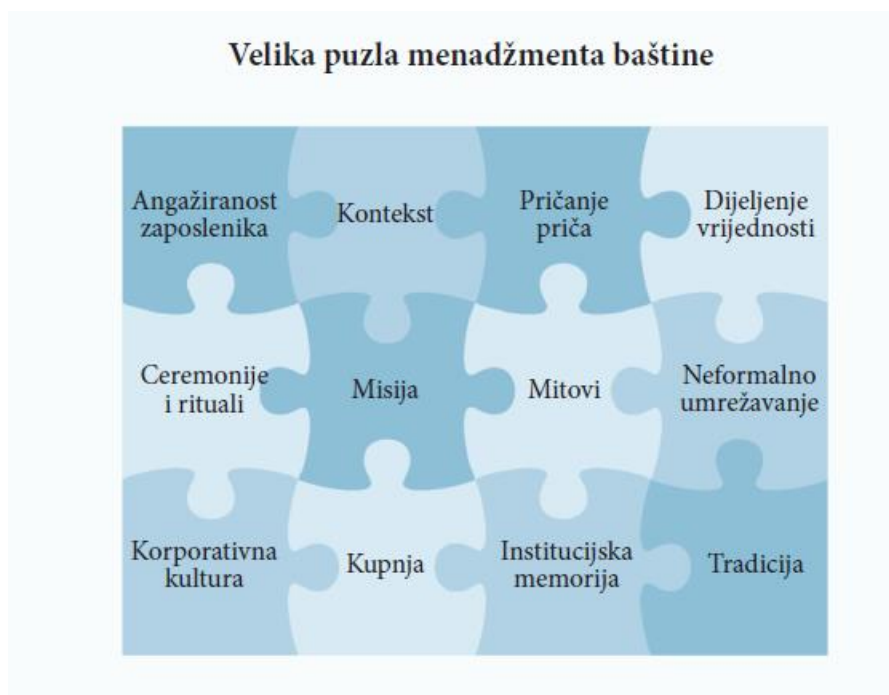 Velika puzla menadžmenta baštine
Angažiranost
zaposlenika
Kontekst
Pričanje
priča
Dijeljenje
vrijednosti
Ceremonije
i rituali
Misija
Mitovi
Neformalno
umrežavanje
Korporativna
kultura
Kupnja
Institucijska
memorija
Tradicija